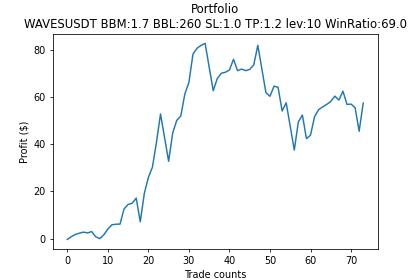 Portfolio
WAVESUSDT BBM:1.7 BBL:260 SL:1.0 TP:1.2 lev:10 WinRatio:69.0
80
60
40
20
0
Profit ($)
0 10 20 30 40 50 60 70
Trade counts